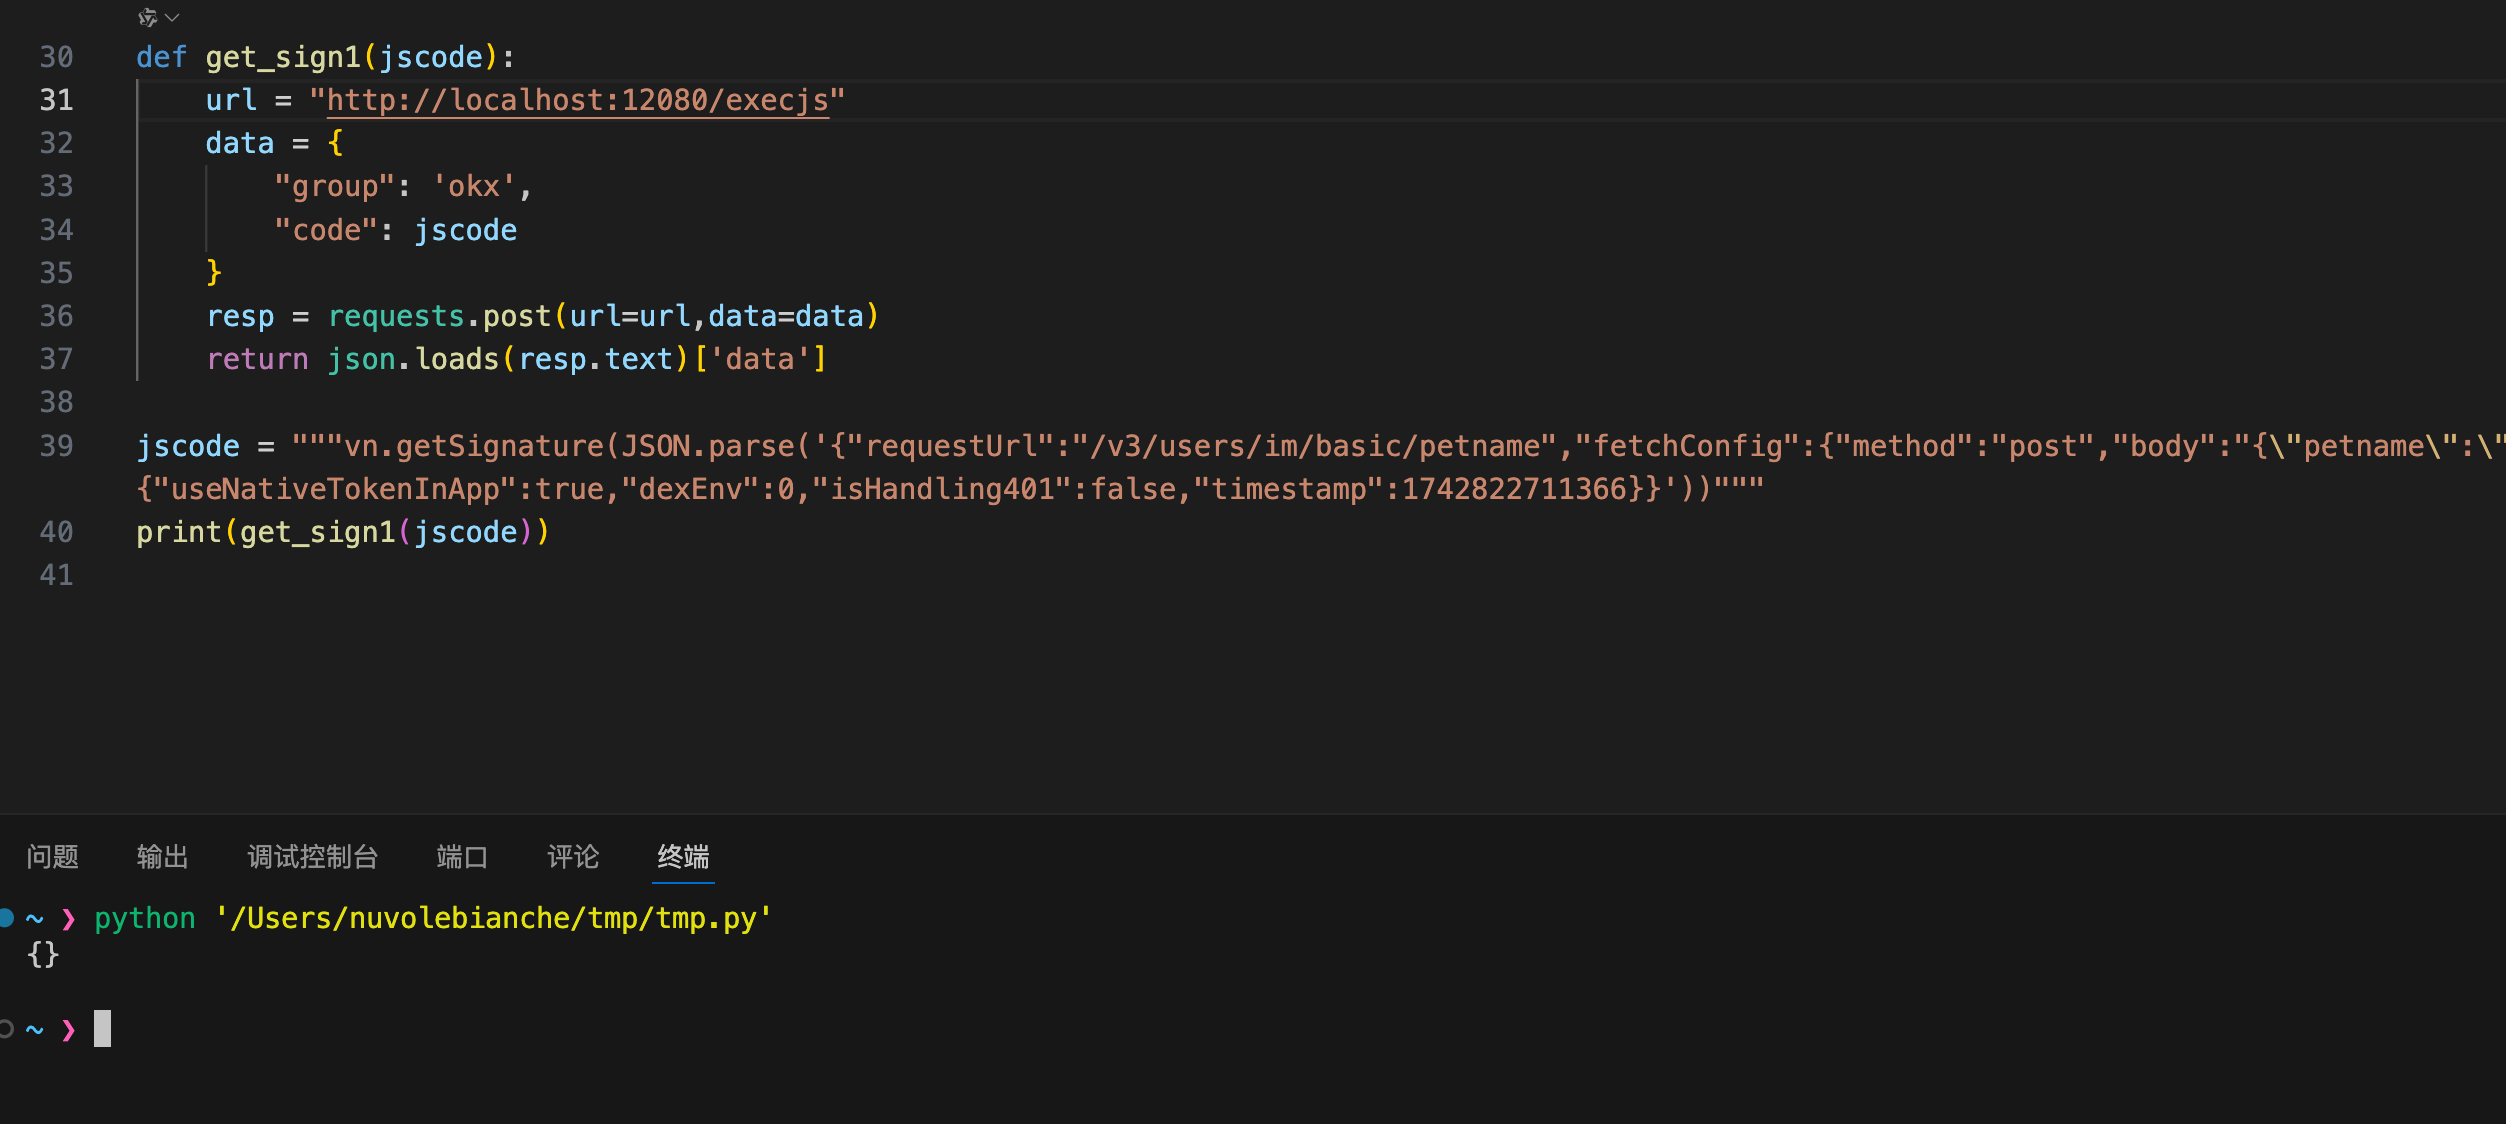 30 def get_sign1(jscode):
31 url = "http://localhost:12080/execjs"
32 data = {
33 "group": 'okx',
34 "code": jscode
35 }
36 resp = requests.post(url=url,data=data)
37 return json.loads(resp.text)['data']
38
39 jscode = """vn.getSignature(JSON.parse('{"requestUrl":"/v3/users/im/basic/petname","fetchConfig":{"method":"post","body":"{\"petname\":\"
{"useNativeTokenInApp":true,"dexEnv":0,"isHandling401":false,"timestamp":1742822711366}}'))"""
40 print(get_sign1(jscode))
41
问题 输出 调试控制台 端口 评论 终端
~ ❯ python '/Users/nuvolebianche/tmp/tmp.py'
{}
~ ❯